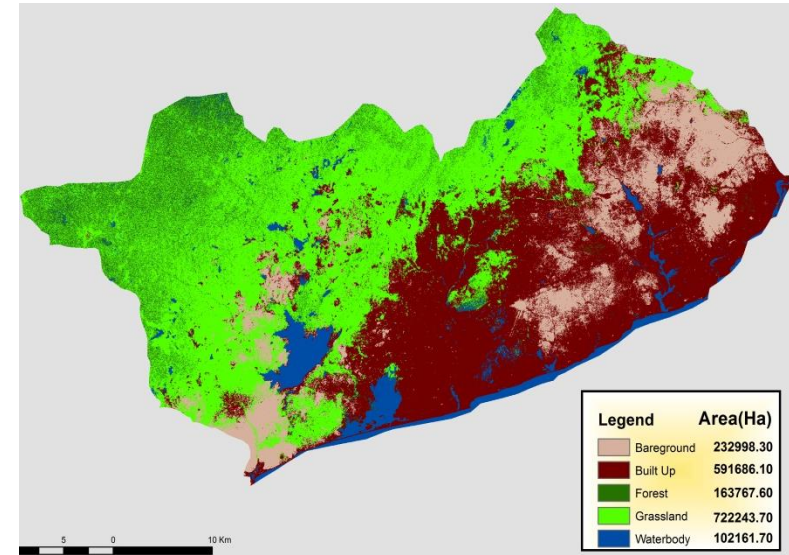 Legend Area(Ha)
Bareground 232998.30
Built Up 591686.10
Forest 163767.60
Grassland 722243.70
Waterbody 102161.70
5 0 10 Km